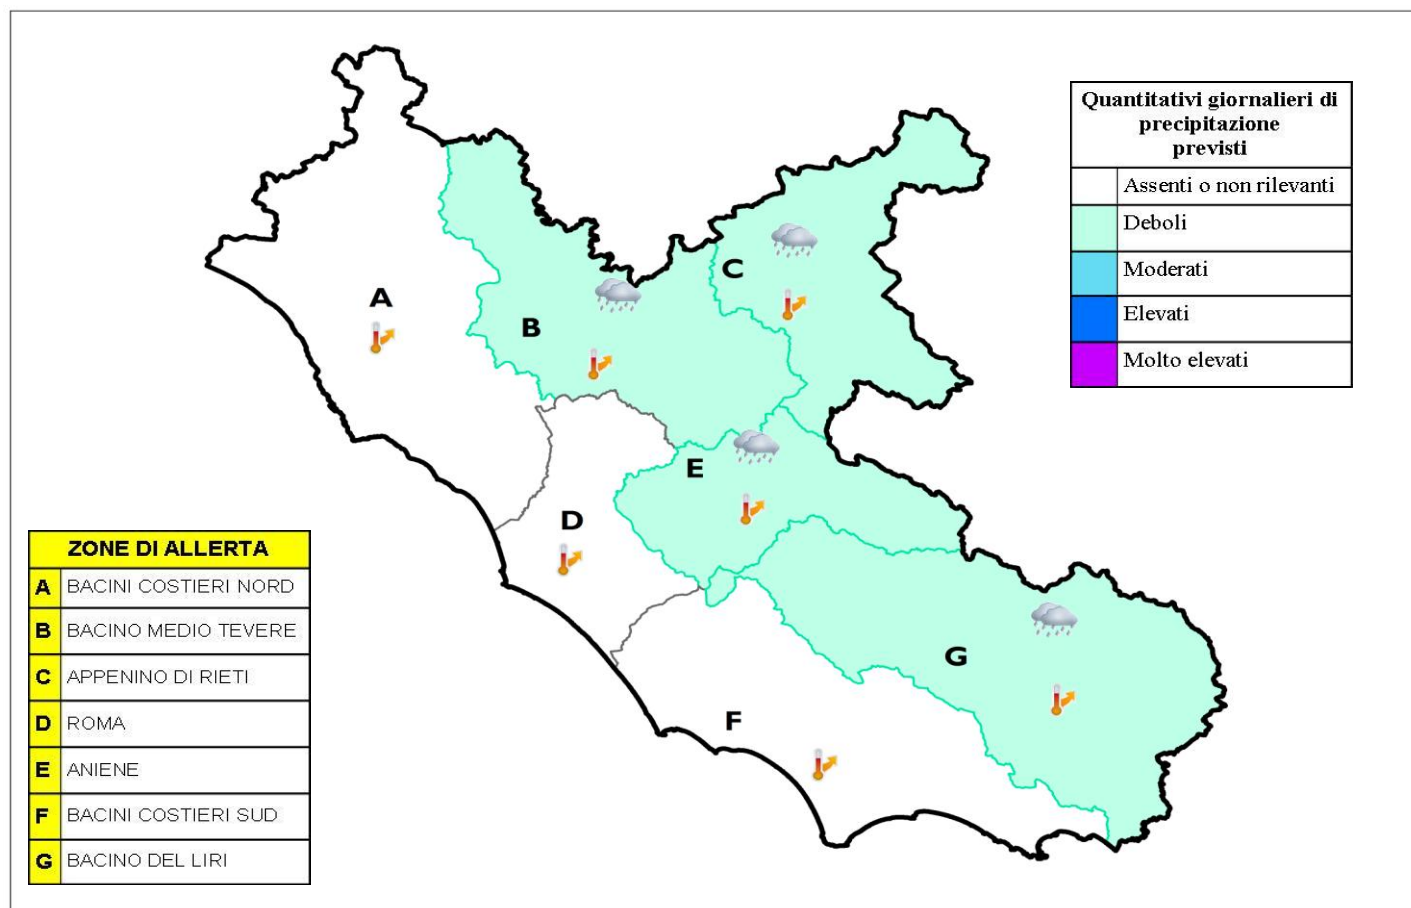 Quantitativi giornalieri di
precipitazione
previsti
Assenti o non rilevanti
Deboli
Moderati
Elevati
Molto elevati
A
B
C
D
E
F
G
ZONE DI ALLERTA
A BACINI COSTIERI NORD
B BACINO MEDIO TEVERE
C APPENINO DI RIETI
D ROMA
E ANIENE
F BACINI COSTIERI SUD
G BACINO DEL LIRI